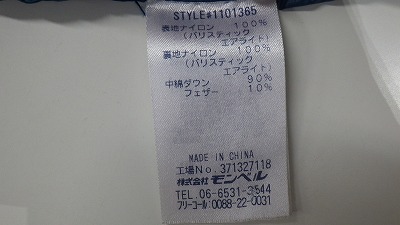 STYLE#1101365
裏地ナイロン 100%
(バリスティック
エアライト)
裏地ナイロン 100%
(バリスティック
エアライト)
中綿ダウン 90%
フェザー 10%
MADE IN CHINA
工場No. 371327118
株式会社 モンベル
TEL. 06-6531-3544
フリーコール: 0088-22-0031